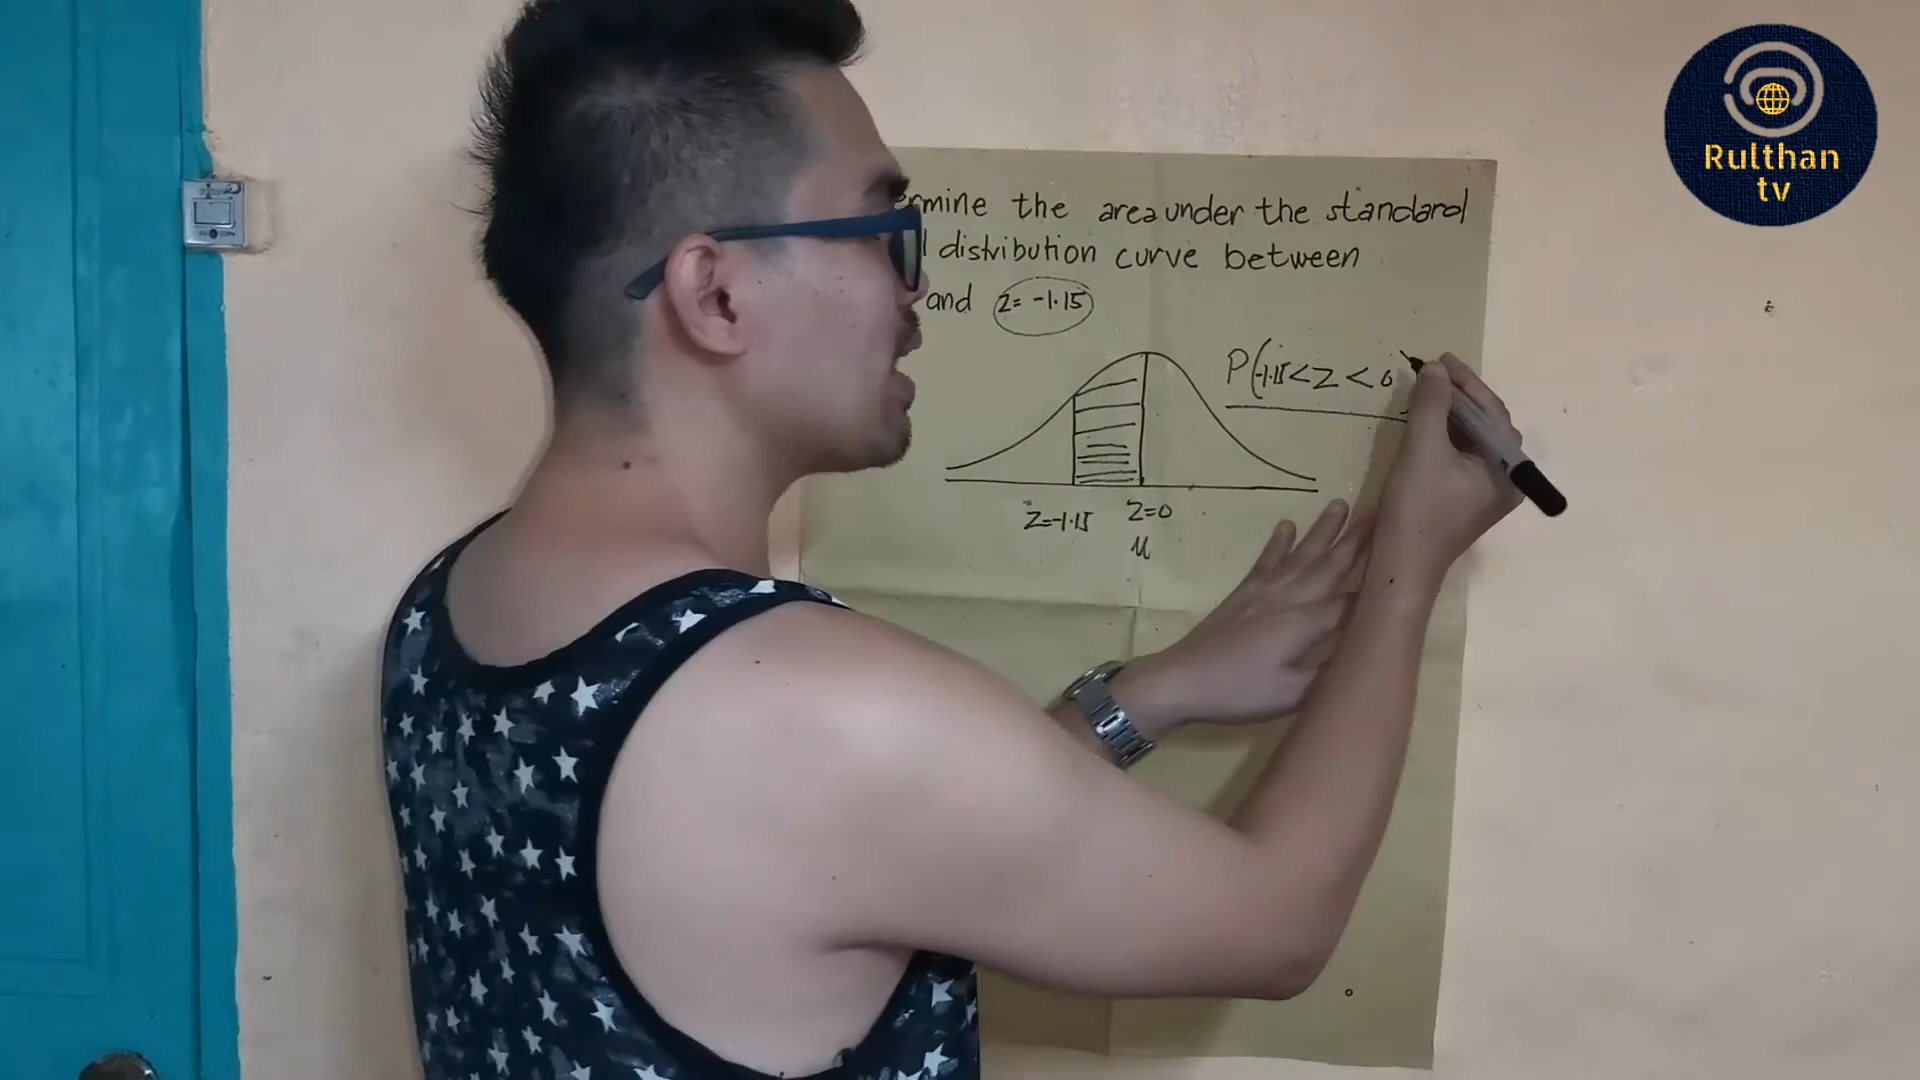 Rulthan
tv
ermine the area under the standard
l distribution curve between
and z= -1.15
P(-1.15<Z<0
Z=-1.15 Z=0
μ